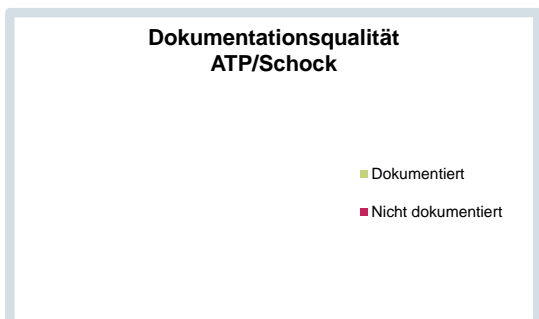 Dokumentationsqualität
ATP/Schock
Dokumentiert
Nicht dokumentiert